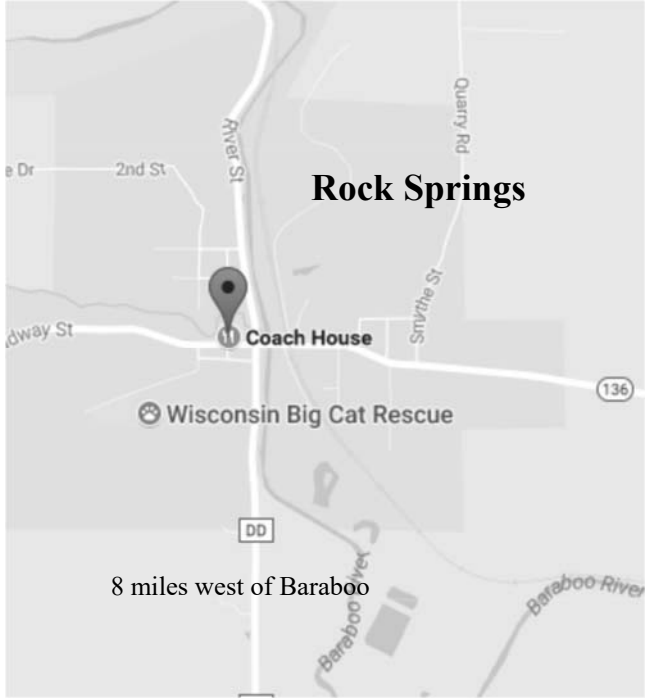 Quarry Rd
River St
e Dr
2nd St
Rock Springs
Smythe St
dway St
Coach House
136
Wisconsin Big Cat Rescue
DD
8 miles west of Baraboo
Baraboo River
Baraboo River